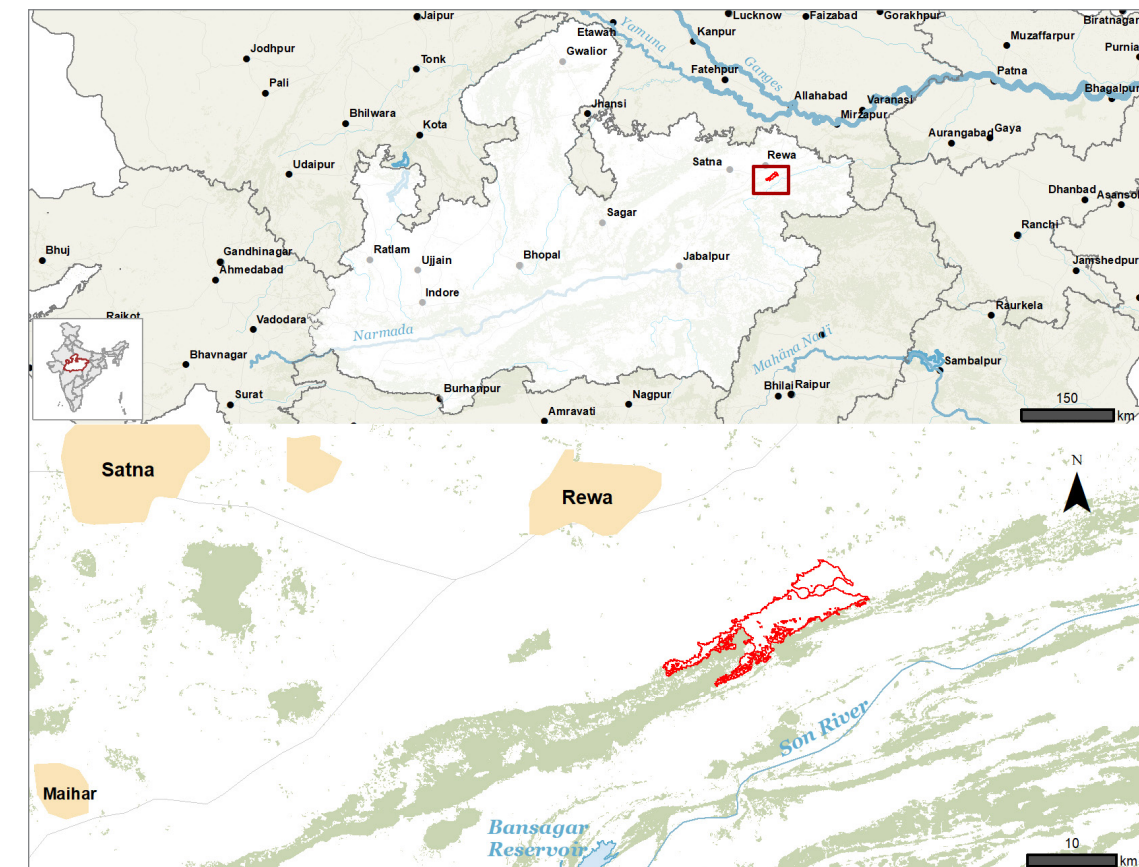 Jaipur
Lucknow
Faizabad
Gorakhpur
Biratnagar
Etawah
Yamuna
Kanpur
Muzaffarpur
Jodhpur
Gwalior
Purnia
Tonk
Ganges
Fatehpur
Patna
Pali
Bhagalpur
Allahabad
Varanasi
Jhansi
Bhilwara
Mirzapur
Kota
Aurangabad
Gaya
Rewa
Satna
Udaipur
Dhanbad
Asansol
Sagar
Ranchi
Bhuj
Gandhinagar
Ratlam
Bhopal
Jabalpur
Ujjain
Jamshedpur
Ahmedabad
Indore
Raurkela
Rajkot
Vadodara
Narmada
Mahāna Nadī
Bhavnagar
Sambalpur
Burhanpur
Bhilai
Raipur
Surat
Nagpur
Amravati
150
km
Satna
Rewa
N
Son River
Maihar
Bansagar
Reservoir
10
km